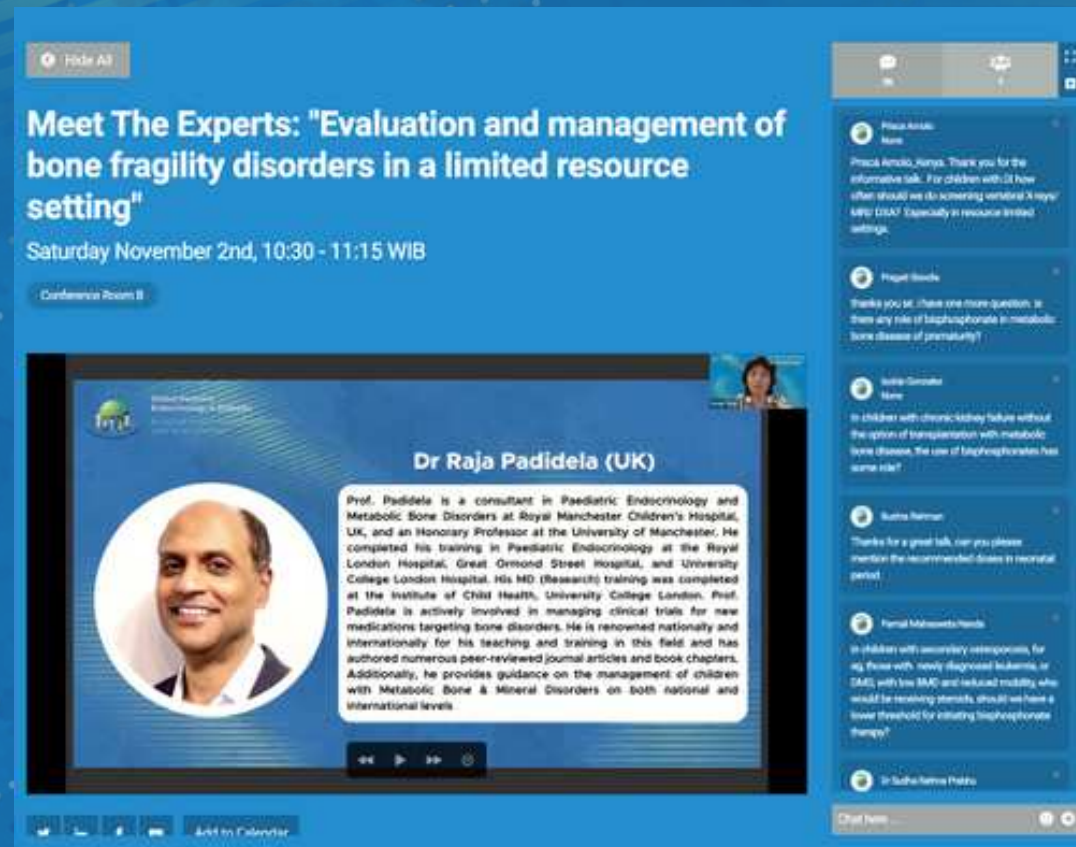 Hide All
Meet The Experts: "Evaluation and management of
bone fragility disorders in a limited resource
setting"
Saturday November 2nd, 10:30 - 11:15 WIB
Conference Room B
Dr Raja Padidela (UK)
Prof. Padidela is a consultant in Paediatric Endocrinology and
Metabolic Bone Disorders at Royal Manchester Children's Hospital,
UK, and an Honorary Professor at the University of Manchester. He
completed his training in Paediatric Endocrinology at the Royal
London Hospital, Great Ormond Street Hospital, and University
College London Hospital. His MD (Research) training was completed
at the Institute of Child Health, University College London. Prof.
Padidela is actively involved in managing clinical trials for new
medications targeting bone disorders. He is renowned nationally and
internationally for his teaching and training in this field and has
authored numerous peer-reviewed journal articles and book chapters.
Additionally, he provides guidance on the management of children
with Metabolic Bone & Mineral Disorders on both national and
international levels
Add to Calendar
Prisca Amolo
None
Prisca Amolo, Kenya. Thank you for the
informative talk. For children with OI how
often should we do screening vertebral X-rays/
MRI/ DXA? Especially in resource limited
settings.
Thanks you sir, i have one more question. is
there any role of bisphosphonate in metabolic
bone disease of prematurity?
None
In children with chronic kidney failure without
the option of transplantation with metabolic
bone disease, the use of bisphosphonates has
some role?
Rahman
Thanks for a great talk, can you please
mention the recommended doses in neonatal
period
In children with secondary osteoporosis, for
eg, those with newly diagnosed leukemia, or
DMD, with low BMD and reduced mobility, who
would be receiving steroids, should we have a
lower threshold for initiating bisphosphonate
therapy?
Dr Sudha Rathna Prabhu
Chat here ...